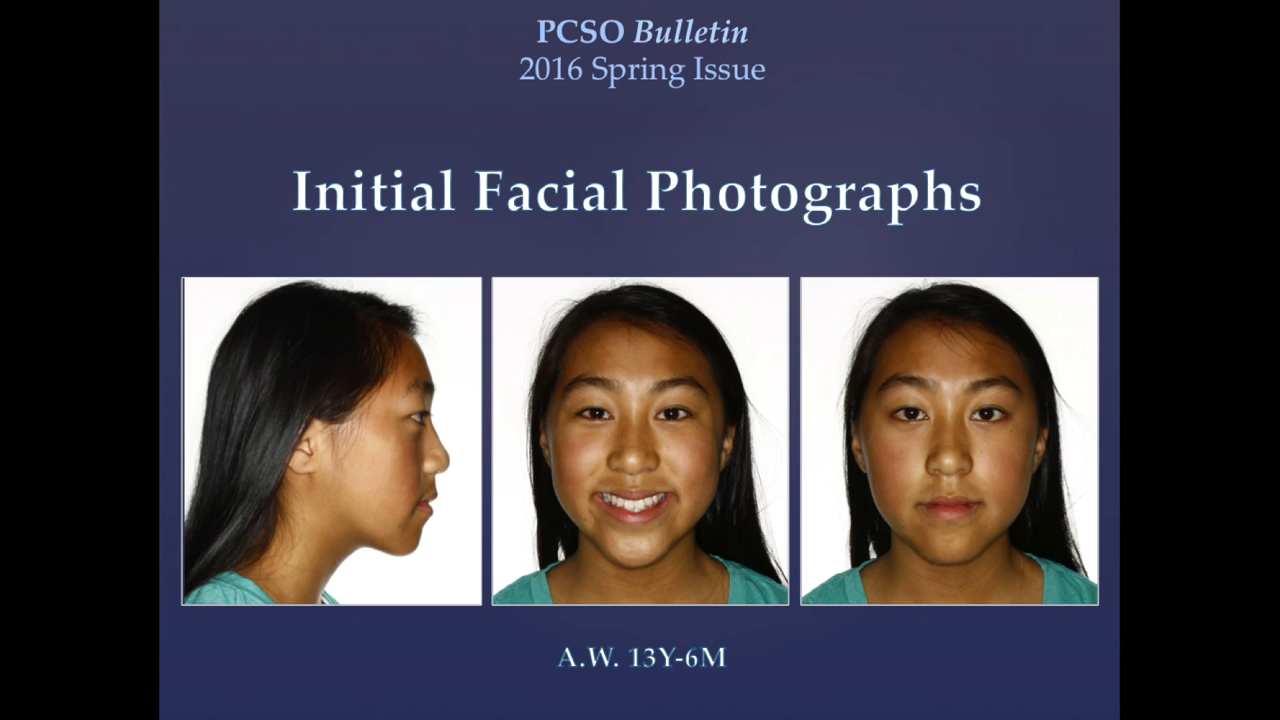 PCSO Bulletin
2016 Spring Issue
Initial Facial Photographs
A.W. 13Y-6M